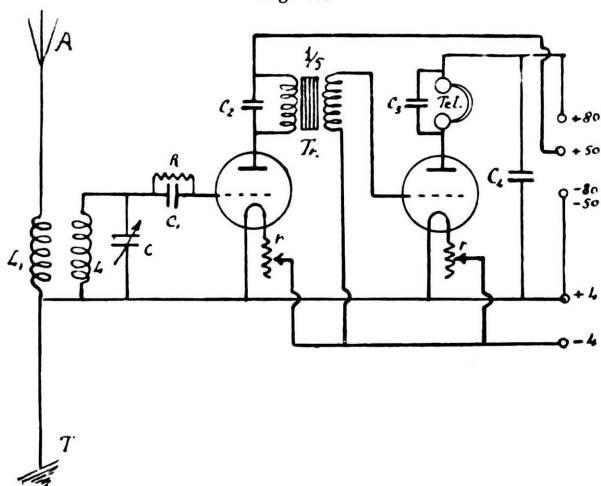 A
1/5
C₂
Tr.
C₃
Tel.
+80
+50
-80
-50
C₄
R
C₁
L₁
L
C
r
r
+4
-4
T